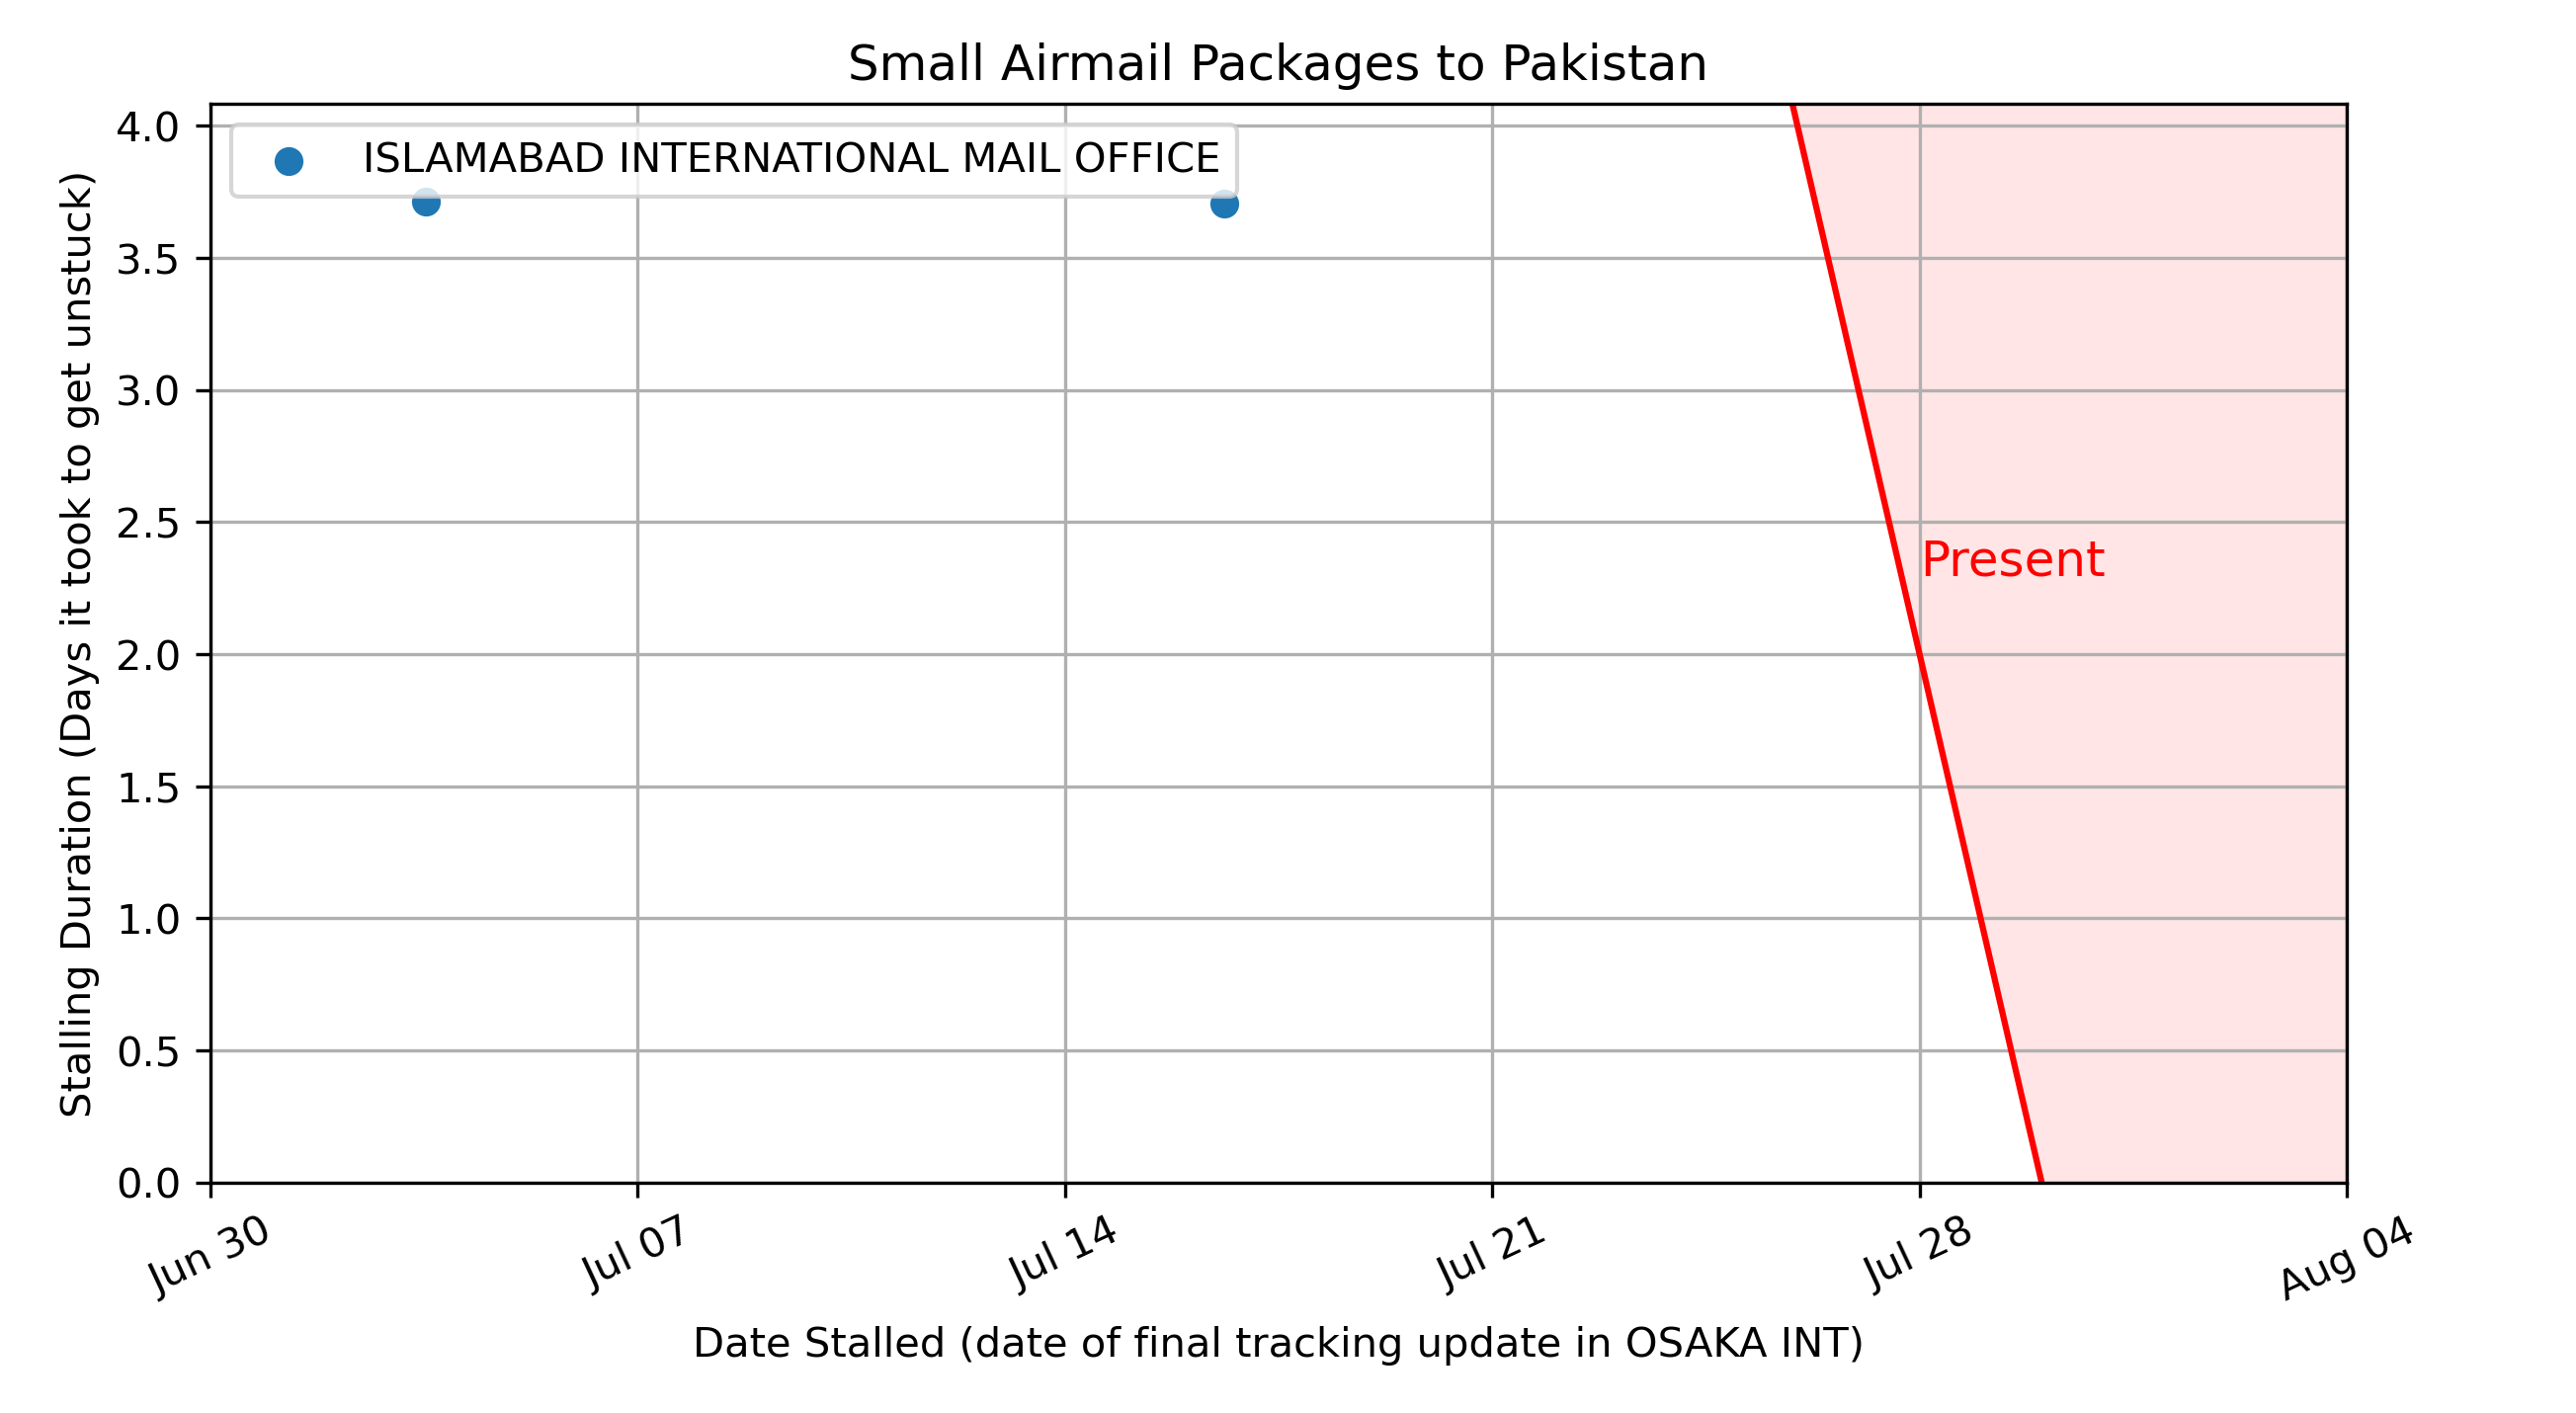 Small Airmail Packages to Pakistan
ISLAMABAD INTERNATIONAL MAIL OFFICE
4.0
3.5
3.0
2.5
2.0
1.5
1.0
0.5
0.0
Stalling Duration (Days it took to get unstuck)
Present
Jun 30
Jul 07
Jul 14
Jul 21
Jul 28
Aug 04
Date Stalled (date of final tracking update in OSAKA INT)